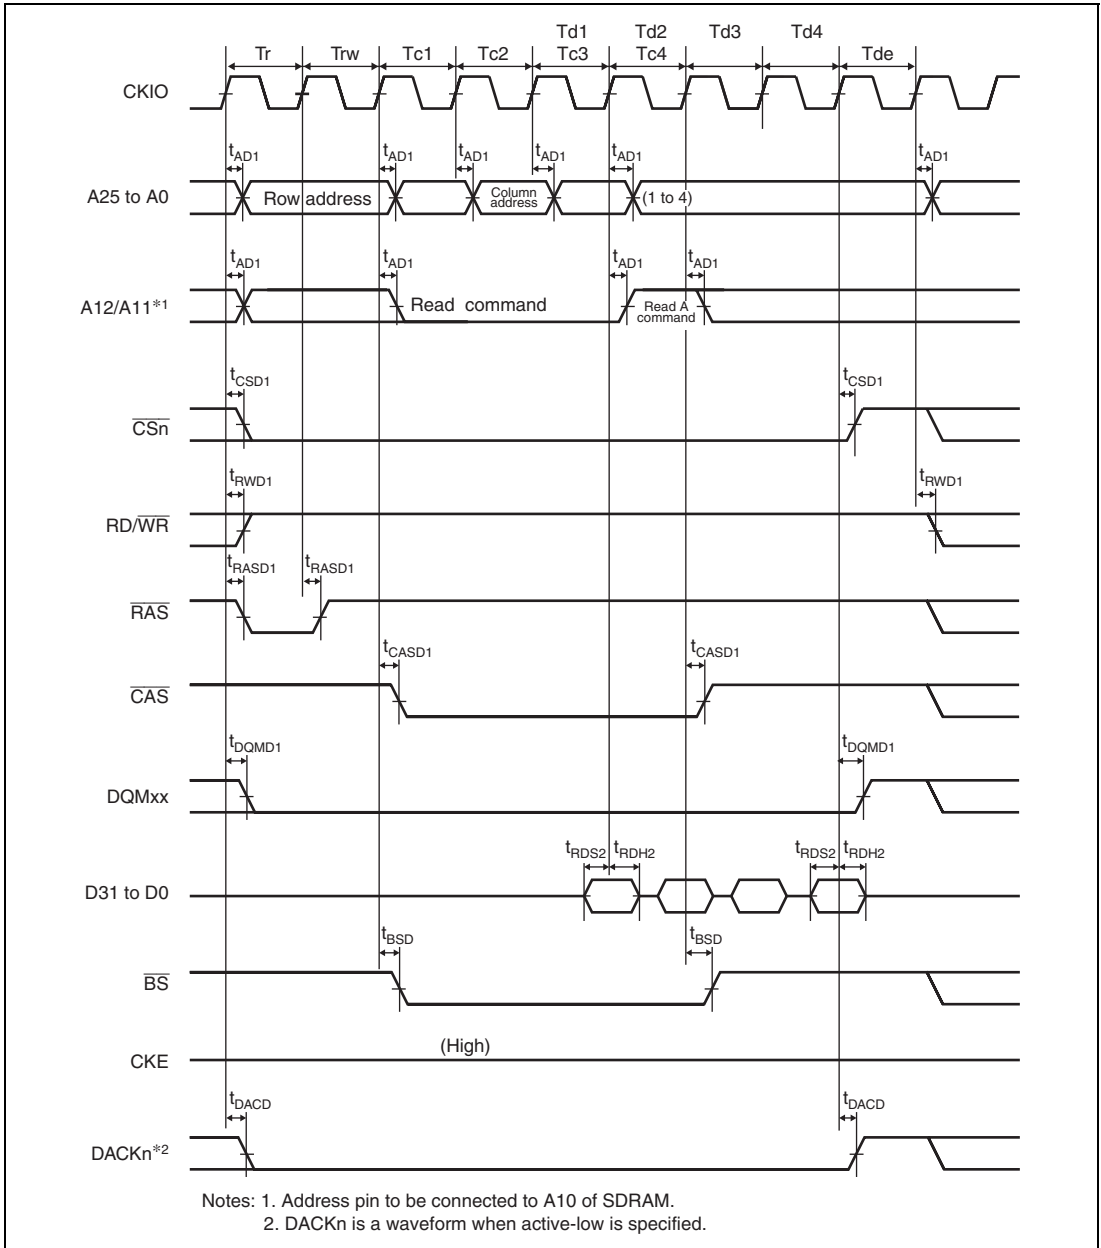 Td1 Td2 Td3 Td4
Tr Trw Tc1 Tc2 Tc3 Tc4 Tde
CKIO
tAD1 tAD1 tAD1 tAD1 tAD1 tAD1
A25 to A0 Row address Column address (1 to 4)
tAD1 tAD1 tAD1 tAD1
A12/A11*1 Read command Read A command
tCSD1 tCSD1
CSn
tRWD1 tRWD1
RD/WR
tRASD1 tRASD1
RAS
tCASD1 tCASD1
CAS
tDQMD1 tDQMD1
DQMxx
tRDS2 tRDH2 tRDS2 tRDH2
D31 to D0
tBSD tBSD
BS
(High)
CKE
tDACD tDACD
DACKn*2
Notes: 1. Address pin to be connected to A10 of SDRAM.
2. DACKn is a waveform when active-low is specified.